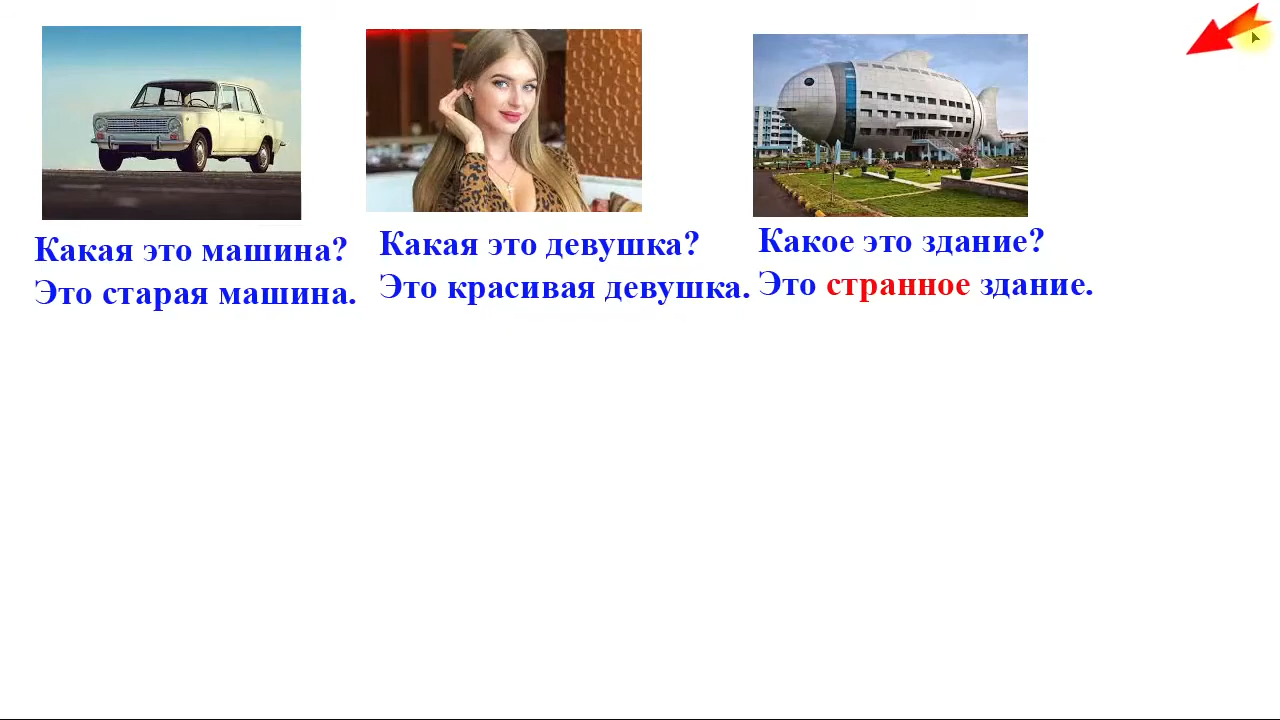 Какая это машина?
Это старая машина.
Какая это девушка?
Это красивая девушка.
Какое это здание?
Это странное здание.